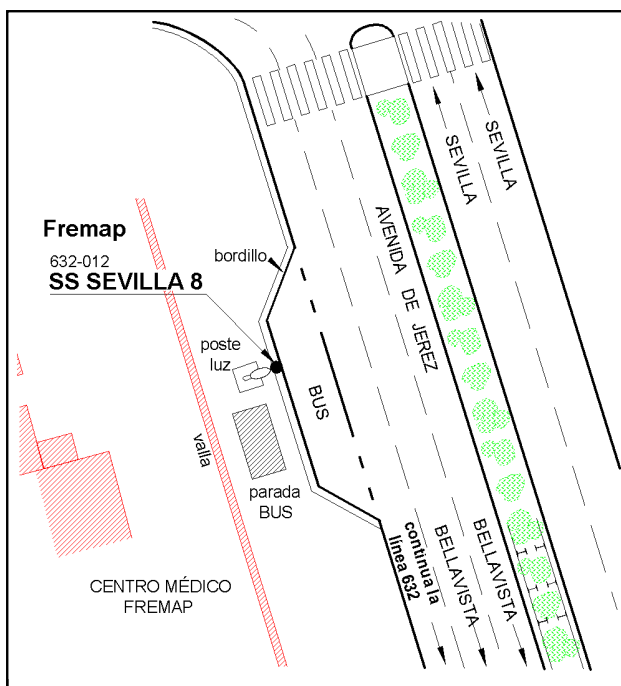 SEVILLA
SEVILLA
Fremap
632-012
SS SEVILLA 8
bordillo
AVENIDA DE JEREZ
poste
luz
BUS
valla
parada
BUS
continua la
línea 632
BELLAVISTA
BELLAVISTA
CENTRO MÉDICO
FREMAP